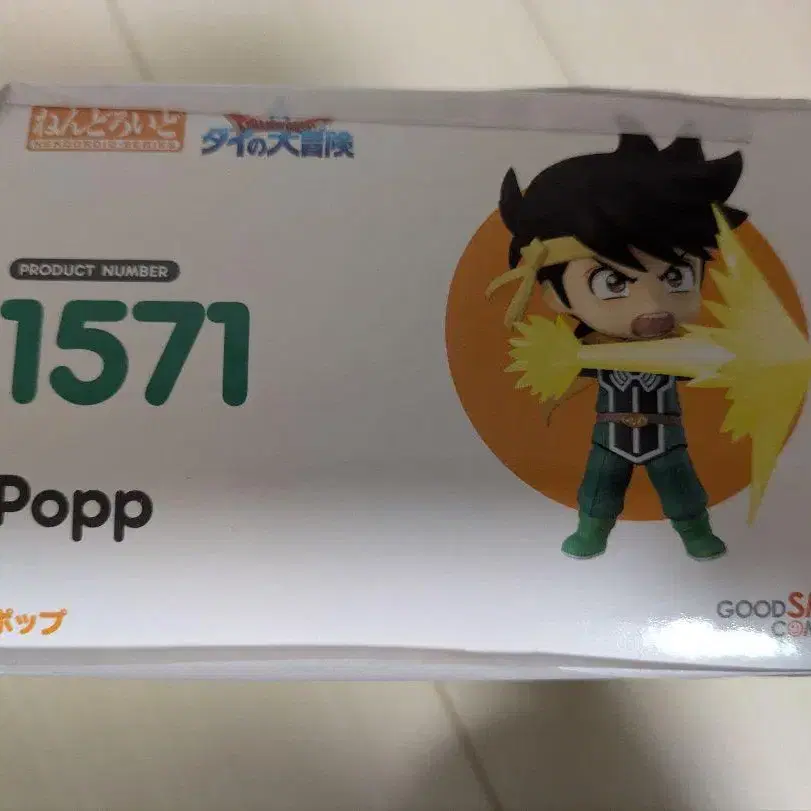 ねんどろいど
NENDOROID-SERIES
ダイの大冒険
PRODUCT NUMBER
1571
Popp
ポップ
GOOD